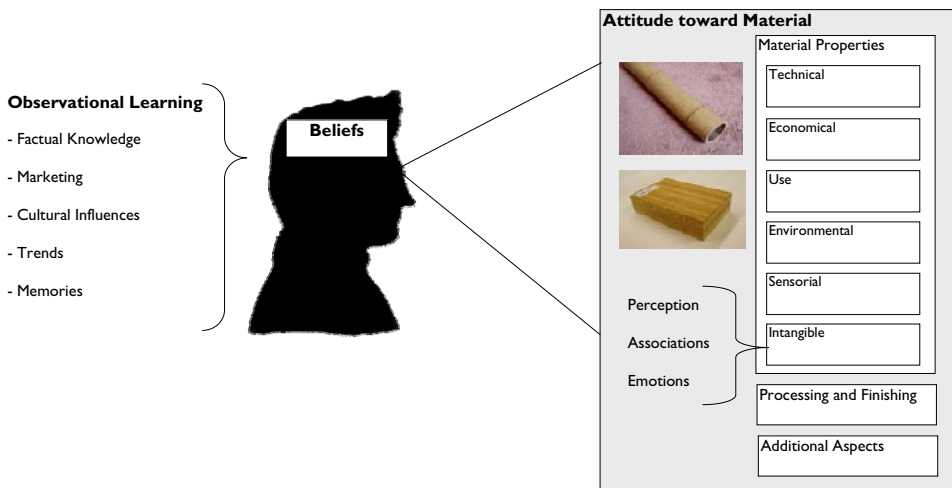 Observational Learning
- Factual Knowledge
- Marketing
- Cultural Influences
- Trends
- Memories
Beliefs
Attitude toward Material
Material Properties
Technical
Economical
Use
Environmental
Sensorial
Intangible
Perception
Associations
Emotions
Processing and Finishing
Additional Aspects